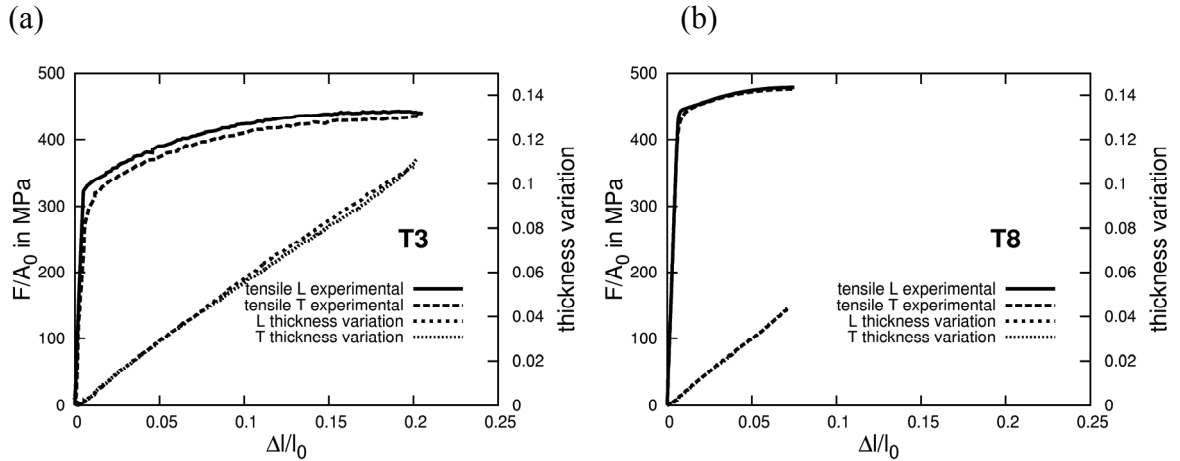 (a)
(b)
500
400
300
200
100
0
F/A0 in MPa
0.14
0.12
0.1
0.08
0.06
0.04
0.02
0
thickness variation
T3
tensile L experimental
tensile T experimental
L thickness variation
T thickness variation
0
0.05
0.1
0.15
0.2
0.25
Δl/l0
500
400
300
200
100
0
F/A0 in MPa
0.14
0.12
0.1
0.08
0.06
0.04
0.02
0
thickness variation
T8
tensile L experimental
tensile T experimental
L thickness variation
T thickness variation
0
0.05
0.1
0.15
0.2
0.25
Δl/l0